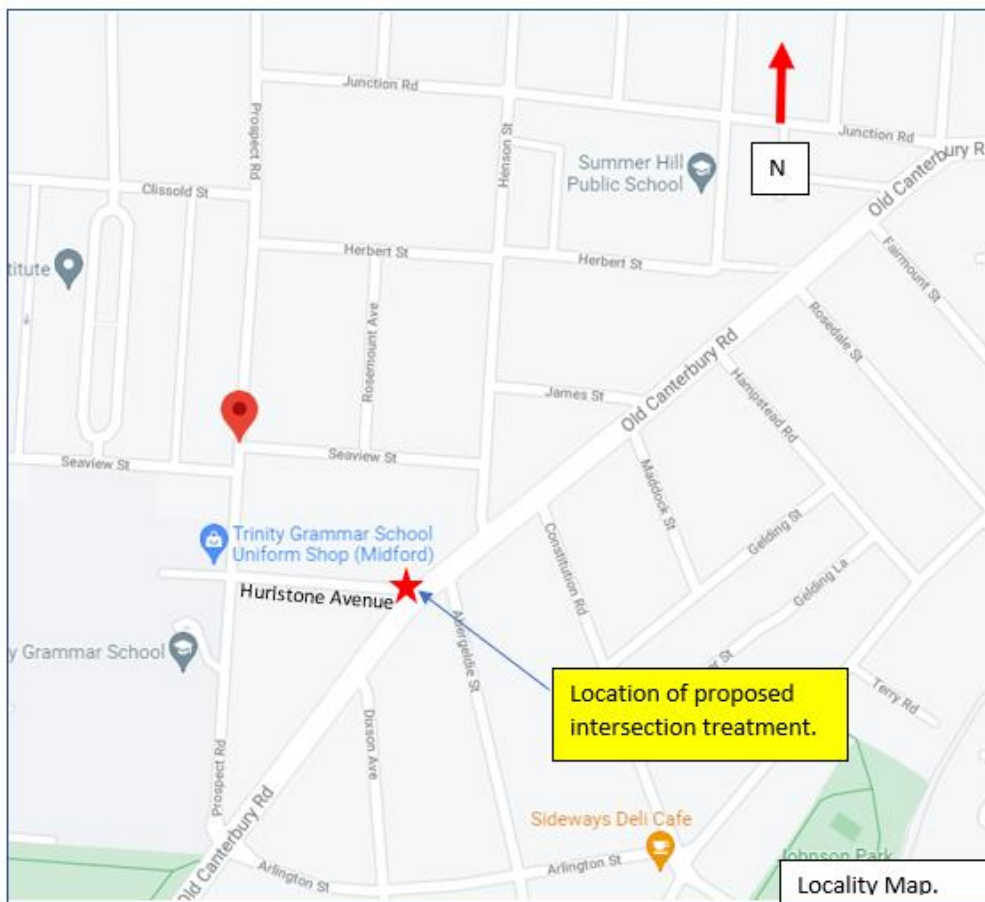 Junction Rd
Junction Rd
Prospect Rd
Henson St
Summer Hill
Public School
N
Old Canterbury Rd
Clissold St
Herbert St
Herbert St
Fairmount St
titute
Rosemount Ave
Rosedale St
Old Canterbury Rd
Hampstead Rd
James St
Seaview St
Seaview St
Maddock St
Gelding St
Constitution Rd
Trinity Grammar School
Uniform Shop (Midford)
Gelding La
Hurlstone Avenue
Abergeldie St
y Grammar School
er St
Location of proposed
intersection treatment.
Terry Rd
Dixson Ave
Prospect Rd
Old Canterbury Rd
Sideways Deli Cafe
Arlington St
Arlington St
Johnson Park
Locality Map.